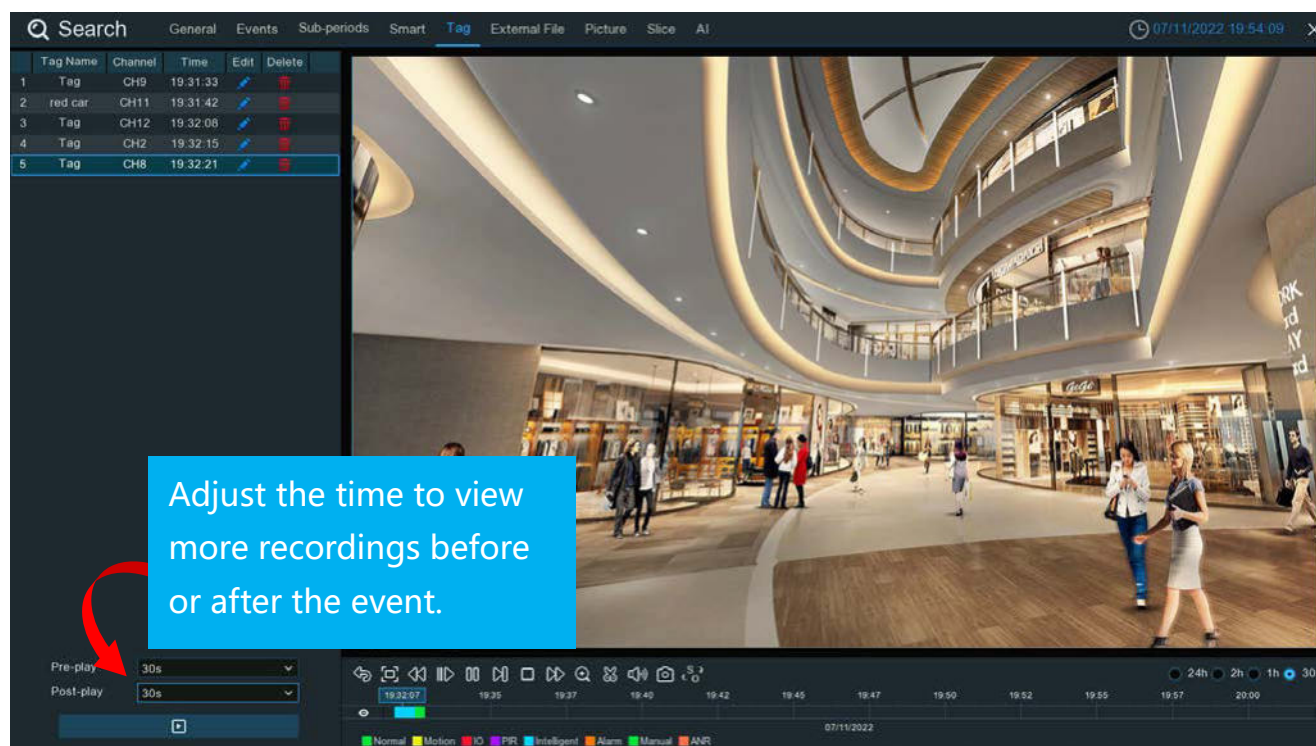 Search General Events Sub-periods Smart Tag External File Picture Slice AI 07/11/2022 19:54:09
Tag Name Channel Time Edit Delete
1 Tag CH9 19:31:33
2 red car CH11 19:31:42
3 Tag CH12 19:32:08
4 Tag CH2 19:32:15
5 Tag CH8 19:32:21
GeGe
Adjust the time to view
more recordings before
or after the event.
Pre-play 30s
Post-play 30s
24h 2h 1h 30
19:32:07 19:35 19:37 19:40 19:42 19:45 19:47 19:50 19:52 19:55 19:57 20:00
07/11/2022
Normal Motion IO PIR Intelligent Alarm Manual ANR